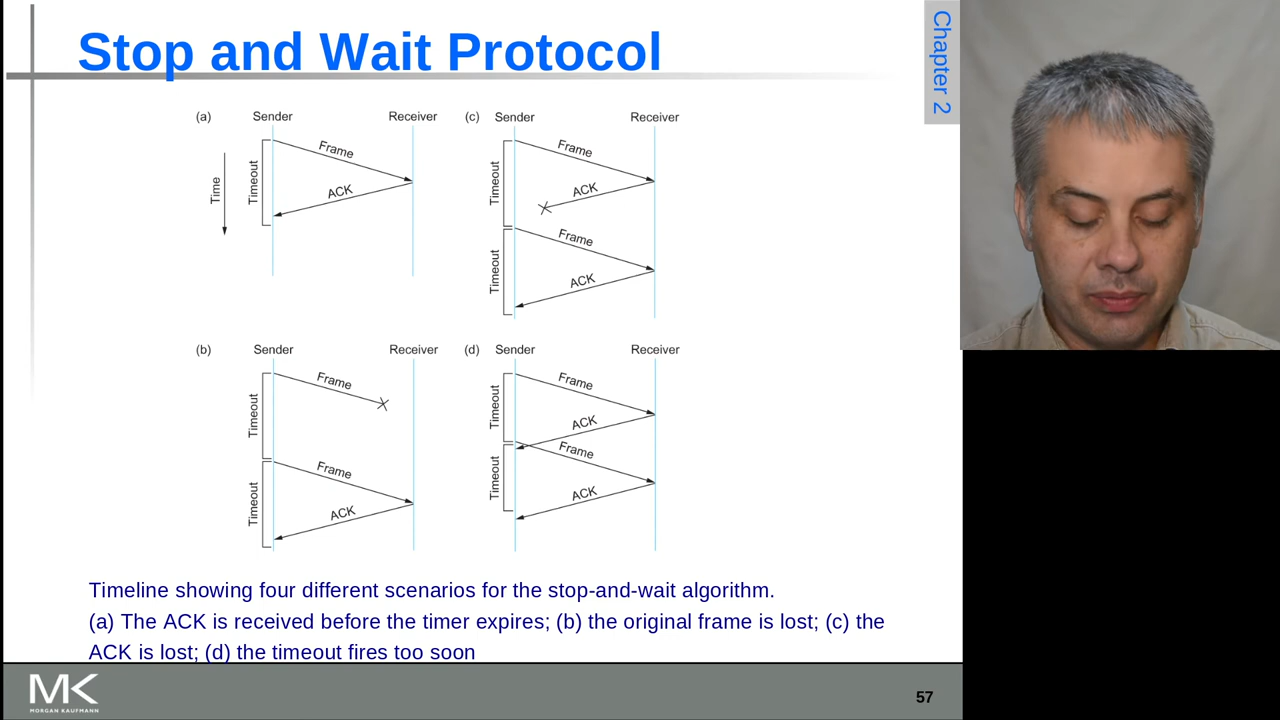 Stop and Wait Protocol
Chapter 2
(a) Sender Receiver
Time
Timeout
Frame
ACK
(c) Sender Receiver
Timeout
Frame
ACK
Timeout
Frame
ACK
(b) Sender Receiver
Timeout
Frame
Timeout
Frame
ACK
(d) Sender Receiver
Timeout
Frame
ACK
Timeout
Frame
ACK
Timeline showing four different scenarios for the stop-and-wait algorithm.
(a) The ACK is received before the timer expires; (b) the original frame is lost; (c) the
ACK is lost; (d) the timeout fires too soon
MK
MORGAN KAUFMANN
57